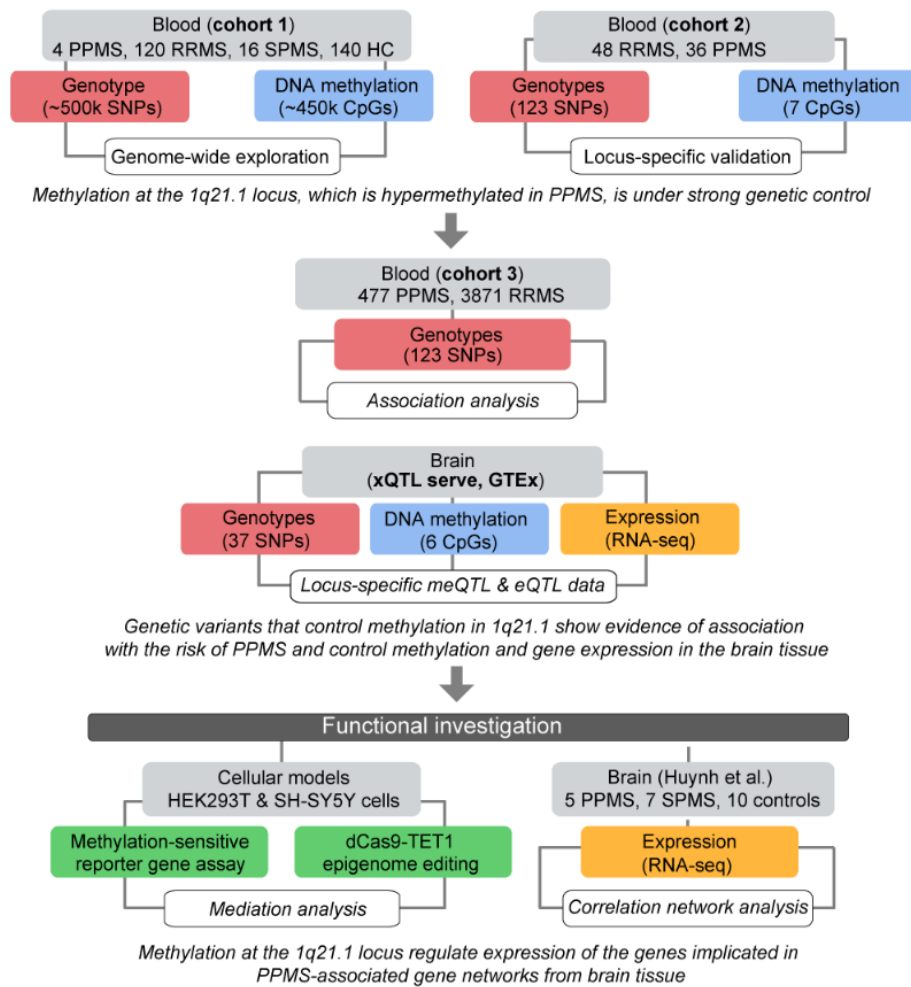 Blood (cohort 1)
4 PPMS, 120 RRMS, 16 SPMS, 140 HC
Genotype
(~500k SNPs)
DNA methylation
(~450k CpGs)
Genome-wide exploration
Blood (cohort 2)
48 RRMS, 36 PPMS
Genotypes
(123 SNPs)
DNA methylation
(7 CpGs)
Locus-specific validation
Methylation at the 1q21.1 locus, which is hypermethylated in PPMS, is under strong genetic control
Blood (cohort 3)
477 PPMS, 3871 RRMS
Genotypes
(123 SNPs)
Association analysis
Brain
(xQTL serve, GTEx)
Genotypes
(37 SNPs)
DNA methylation
(6 CpGs)
Expression
(RNA-seq)
Locus-specific meQTL & eQTL data
Genetic variants that control methylation in 1q21.1 show evidence of association
with the risk of PPMS and control methylation and gene expression in the brain tissue
Functional investigation
Cellular models
HEK293T & SH-SY5Y cells
Methylation-sensitive
reporter gene assay
dCas9-TET1
epigenome editing
Mediation analysis
Brain (Huynh et al.)
5 PPMS, 7 SPMS, 10 controls
Expression
(RNA-seq)
Correlation network analysis
Methylation at the 1q21.1 locus regulate expression of the genes implicated in
PPMS-associated gene networks from brain tissue